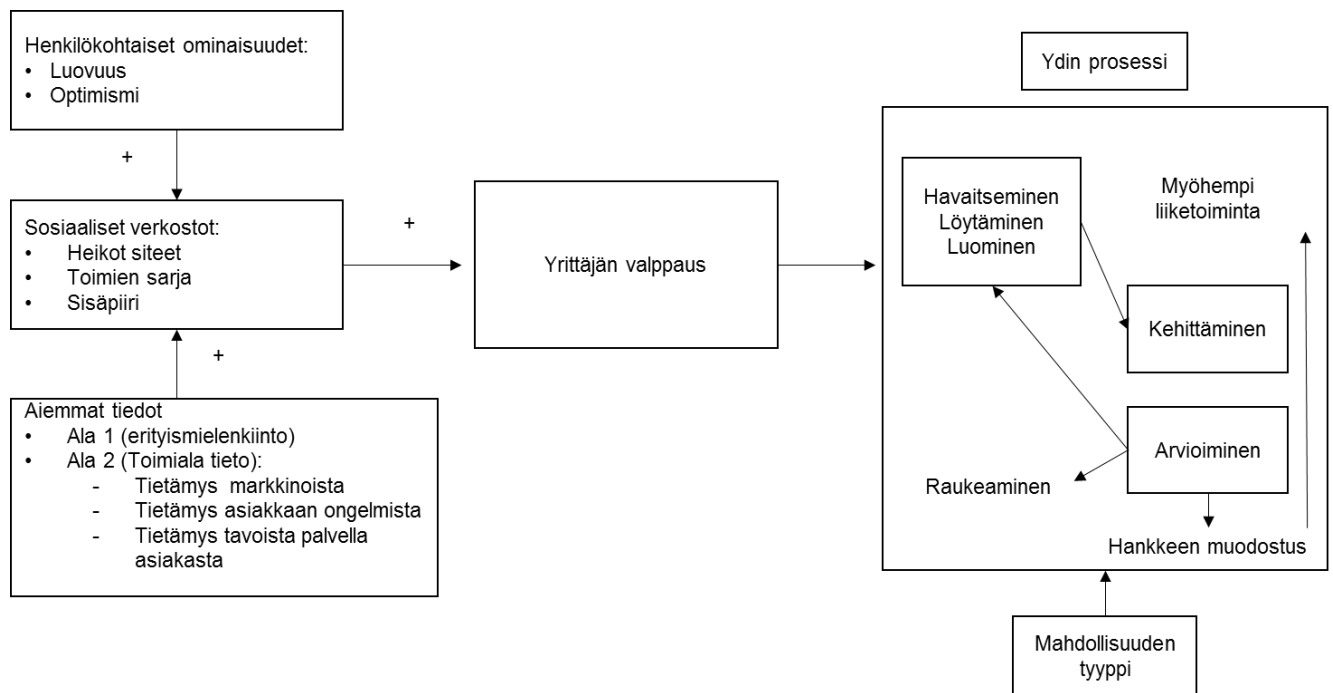 Henkilökohtaiset ominaisuudet:
• Luovuus
• Optimismi
+
Sosiaaliset verkostot:
• Heikot siteet
• Toimien sarja
• Sisäpiiri
+
Aiemmat tiedot
• Ala 1 (erityismielenkiinto)
• Ala 2 (Toimiala tieto):
- Tietämys markkinoista
- Tietämys asiakkaan ongelmista
- Tietämys tavoista palvella
asiakasta
+
Yrittäjän valppaus
Ydin prosessi
Havaitseminen
Löytäminen
Luominen
Myöhempi
liiketoiminta
Kehittäminen
Arvioiminen
Raukeaminen
Hankkeen muodostus
Mahdollisuuden
tyyppi